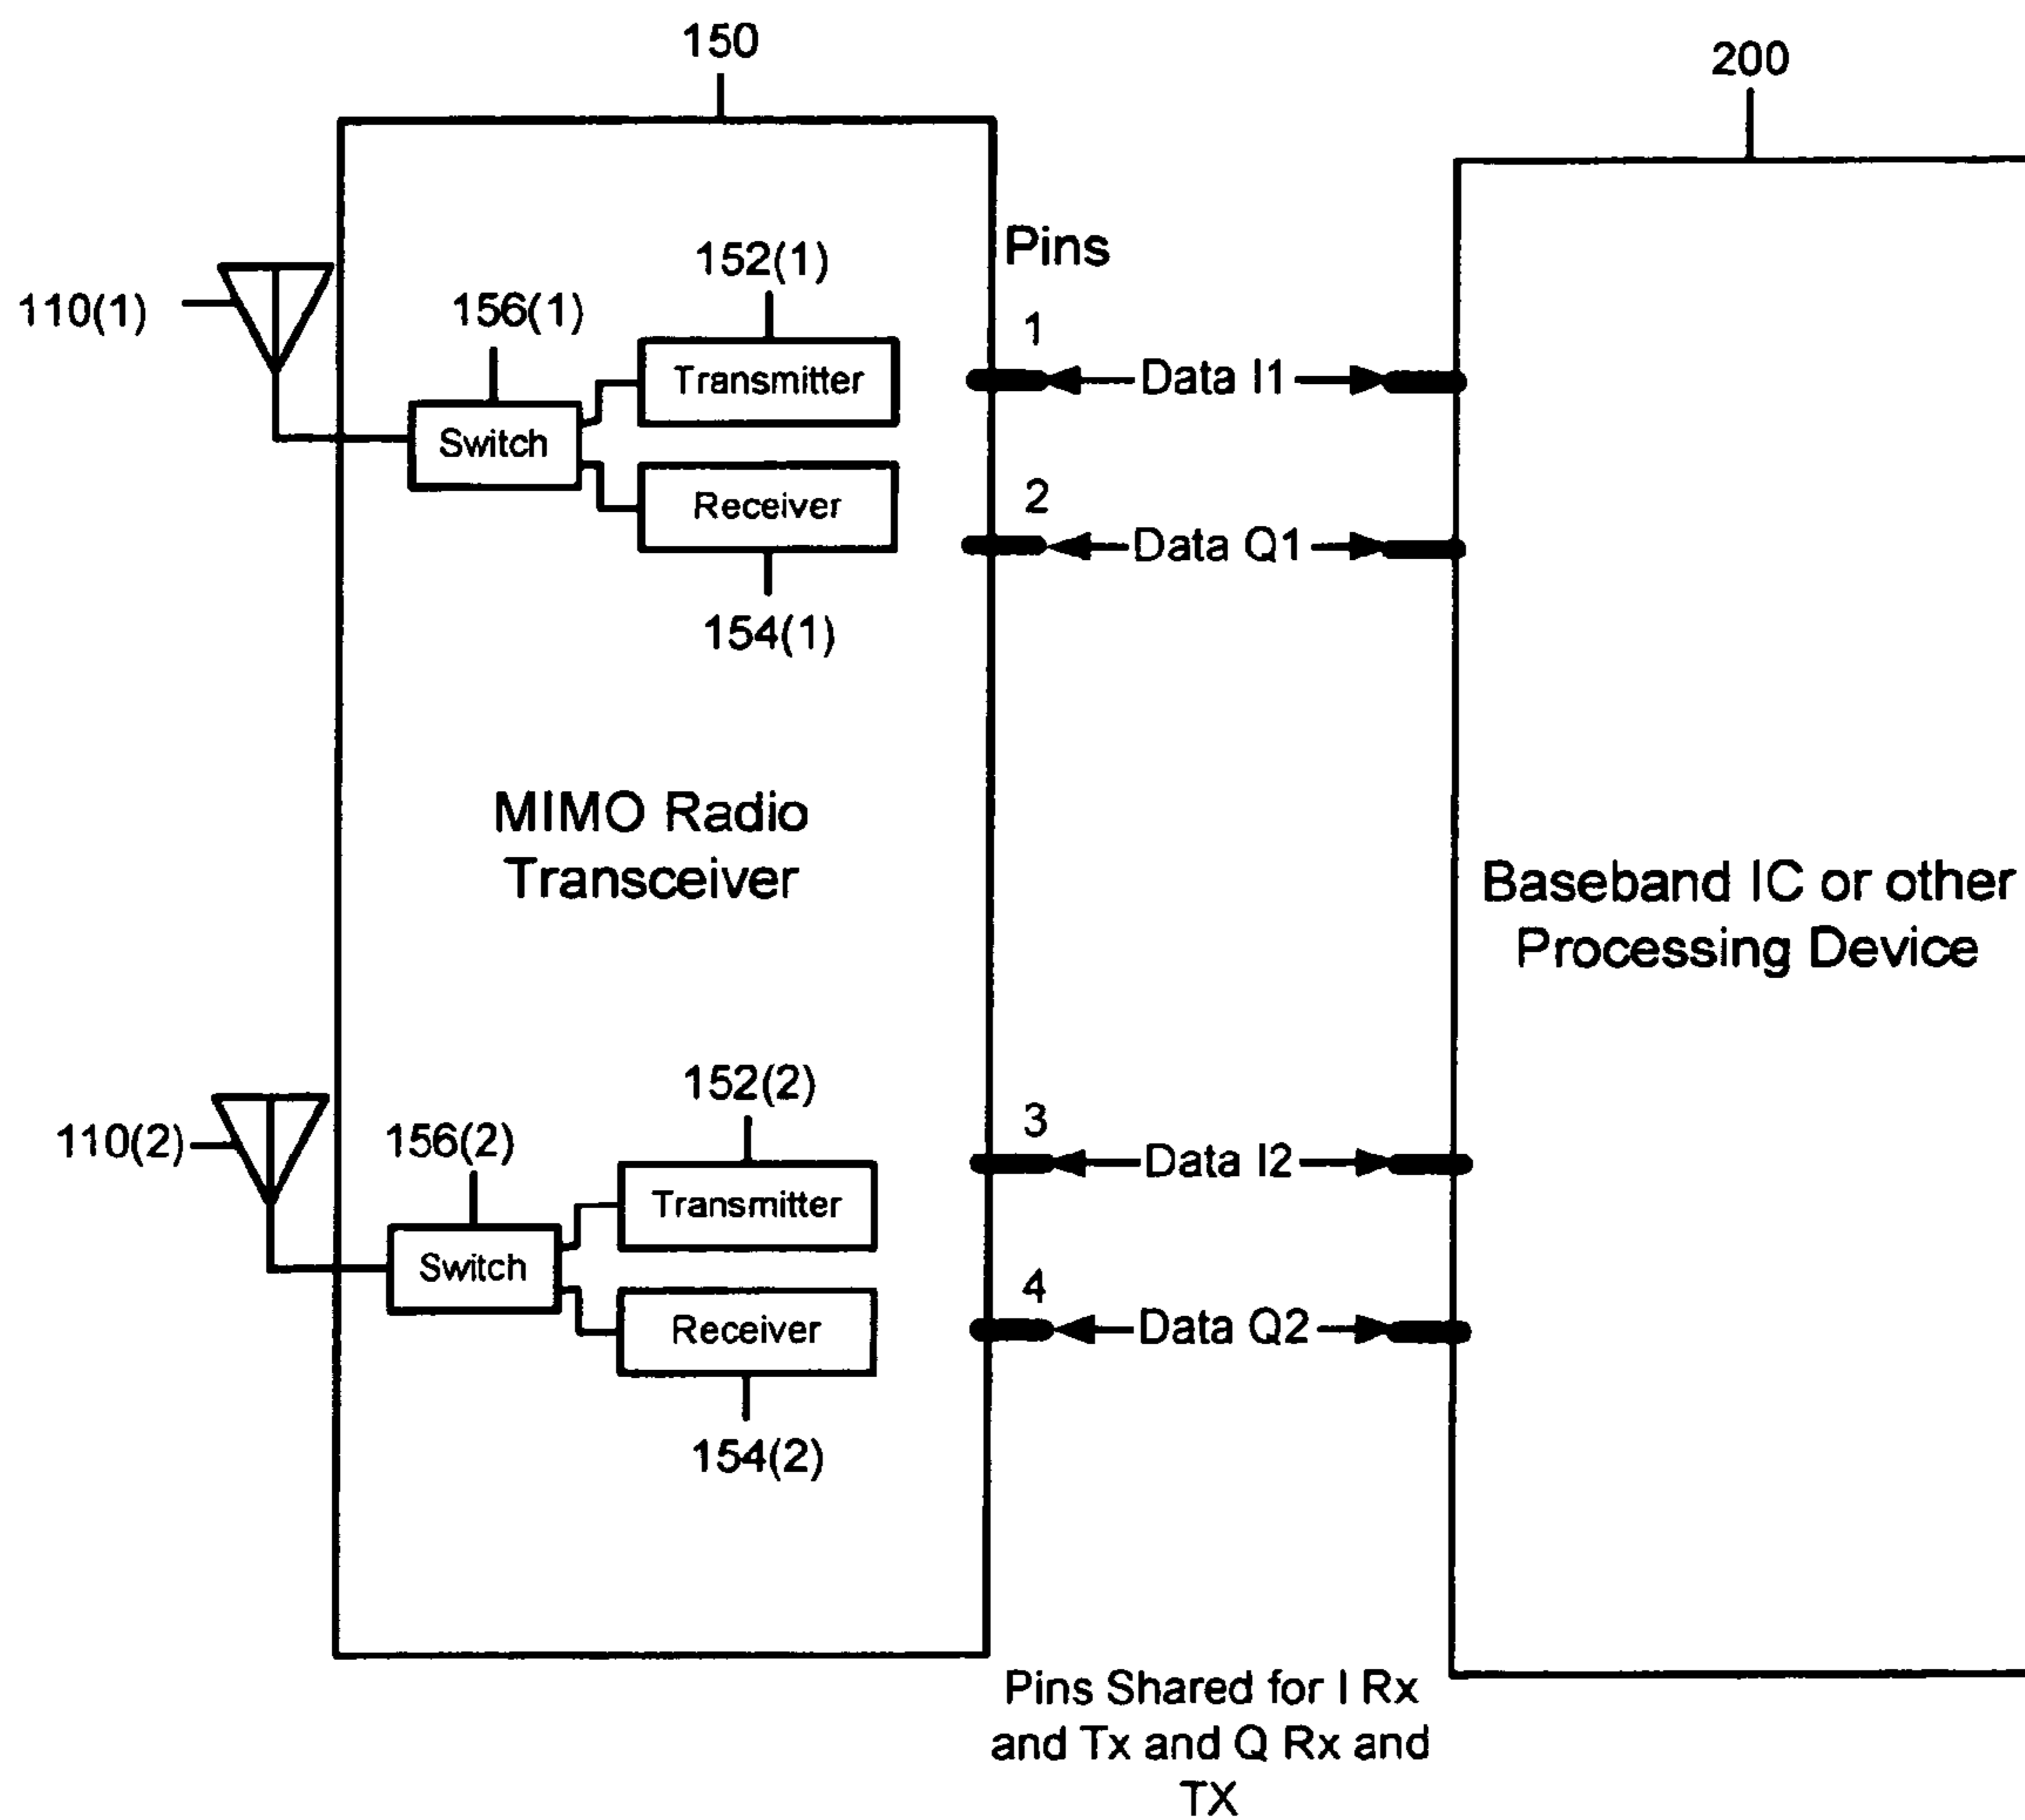 150
200
Pins
152(1)
110(1)
156(1)
1
Transmitter
Data I1
Switch
2
Receiver
Data Q1
154(1)
MIMO Radio
Transceiver
Baseband IC or other
Processing Device
152(2)
110(2)
156(2)
3
Transmitter
Data I2
Switch
4
Receiver
Data Q2
154(2)
Pins Shared for I Rx
and Tx and Q Rx and
TX